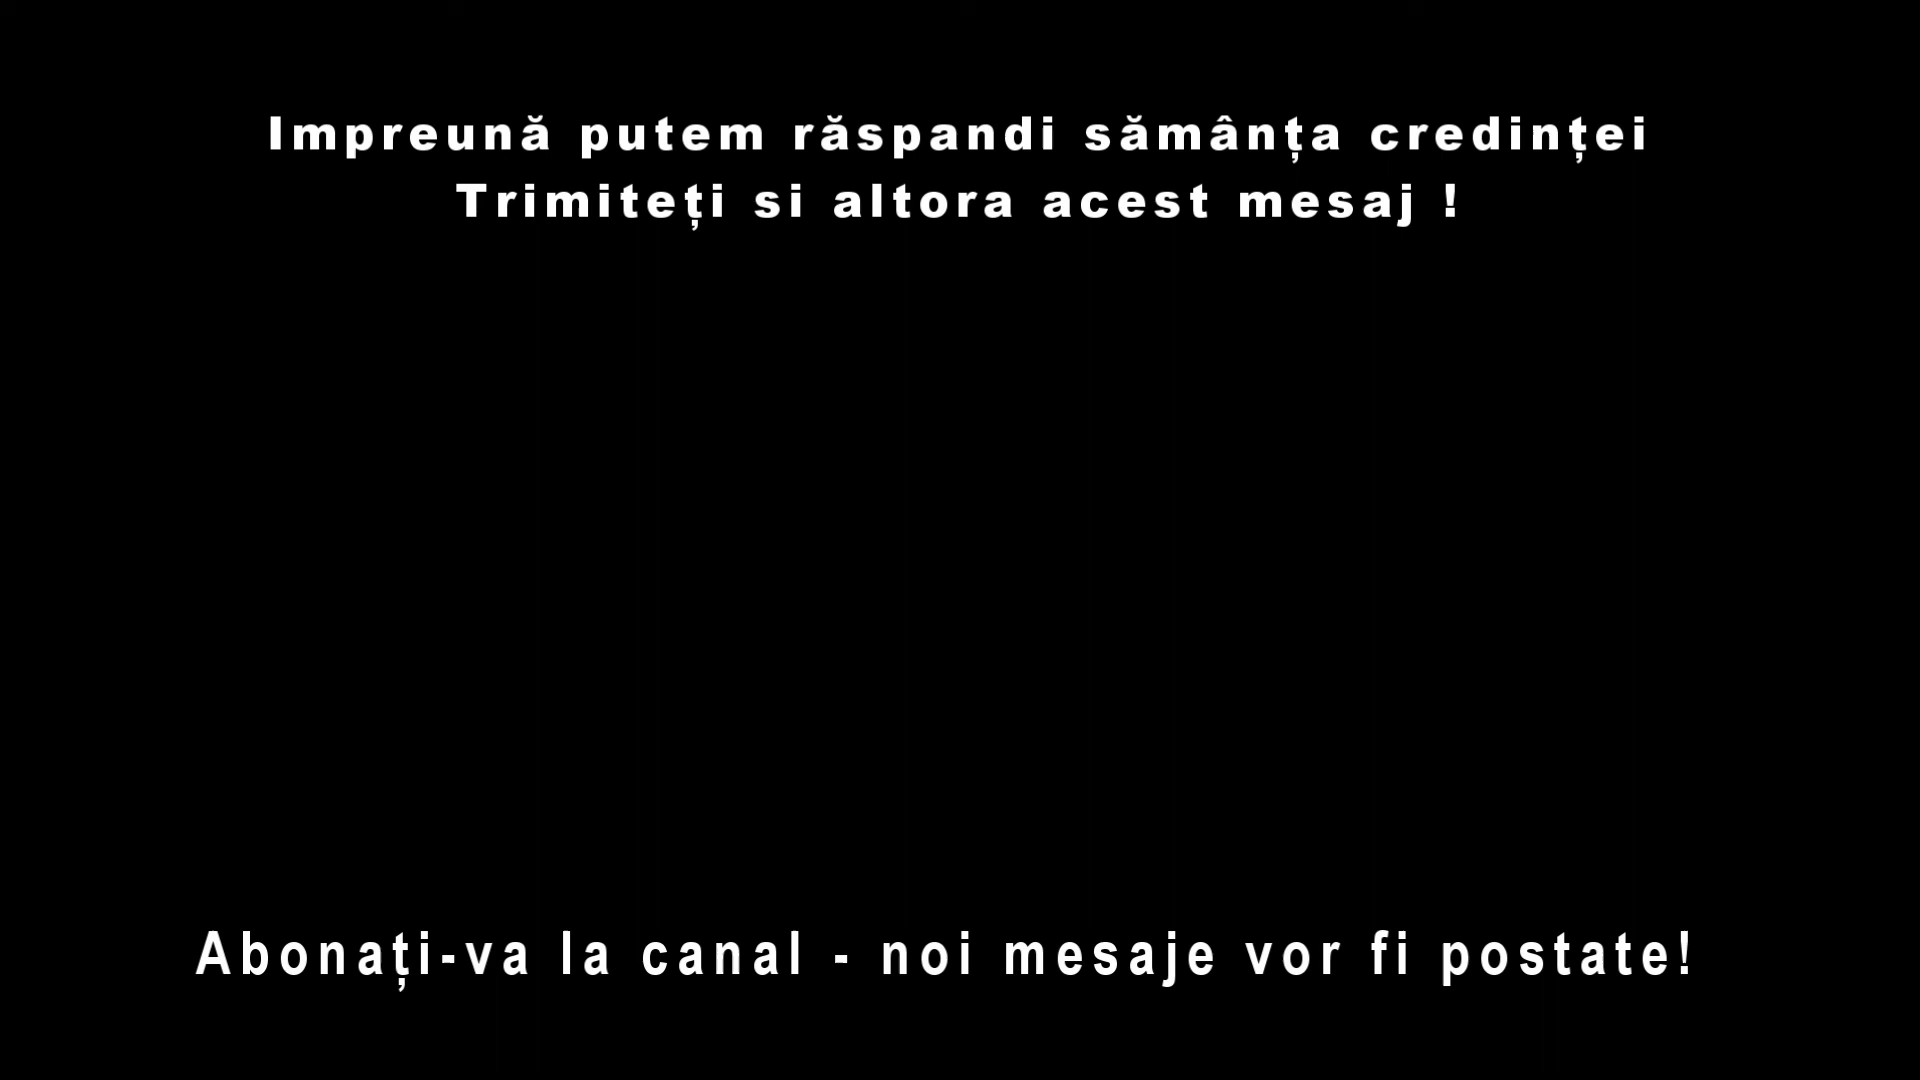 Impreună putem răspandi sămânța credinței
Trimiteți si altora acest mesaj !
Abonați-va la canal - noi mesaje vor fi postate!